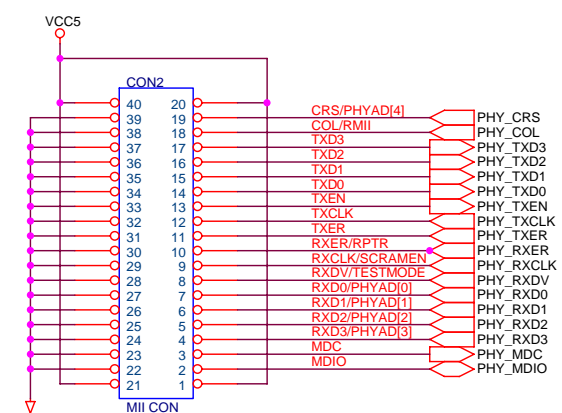 VCC5
CON2
40 20
39 19 CRS/PHYAD[4] PHY_CRS
38 18 COL/RMII PHY_COL
37 17 TXD3 PHY_TXD3
36 16 TXD2 PHY_TXD2
35 15 TXD1 PHY_TXD1
34 14 TXD0 PHY_TXD0
33 13 TXEN PHY_TXEN
32 12 TXCLK PHY_TXCLK
31 11 TXER PHY_TXER
30 10 RXER/RPTR PHY_RXER
29 9 RXCLK/SCRAMEN PHY_RXCLK
28 8 RXDV/TESTMODE PHY_RXDV
27 7 RXD0/PHYAD[0] PHY_RXD0
26 6 RXD1/PHYAD[1] PHY_RXD1
25 5 RXD2/PHYAD[2] PHY_RXD2
24 4 RXD3/PHYAD[3] PHY_RXD3
23 3 MDC PHY_MDC
22 2 MDIO PHY_MDIO
21 1
MII CON